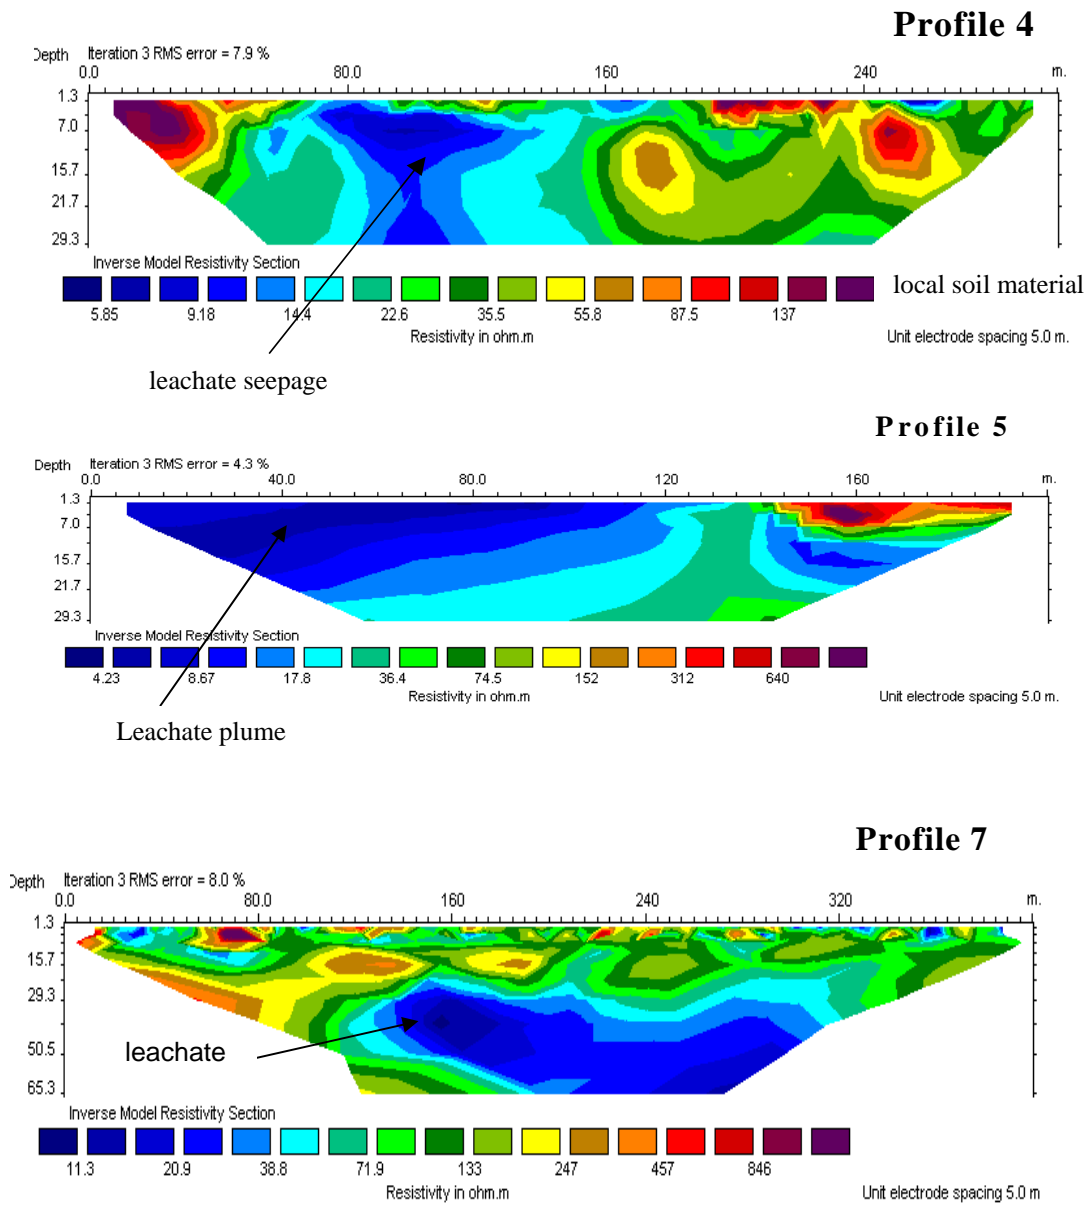 Profile 4
Depth Iteration 3 RMS error = 7.9 %
0.0 80.0 160 240 m.
1.3
7.0
15.7
21.7
29.3
Inverse Model Resistivity Section
local soil material
5.85 9.18 14.4 22.6 35.5 55.8 87.5 137
Resistivity in ohm.m Unit electrode spacing 5.0 m.
leachate seepage
Profile 5
Depth Iteration 3 RMS error = 4.3 %
0.0 40.0 80.0 120 160 m.
1.3
7.0
15.7
21.7
29.3
Inverse Model Resistivity Section
4.23 8.67 17.8 36.4 74.5 152 312 640
Resistivity in ohm.m Unit electrode spacing 5.0 m.
Leachate plume
Profile 7
Depth Iteration 3 RMS error = 8.0 %
0.0 80.0 160 240 320 m.
1.3
15.7
29.3
leachate
50.5
65.3
Inverse Model Resistivity Section
11.3 20.9 38.8 71.9 133 247 457 846
Resistivity in ohm.m Unit electrode spacing 5.0 m